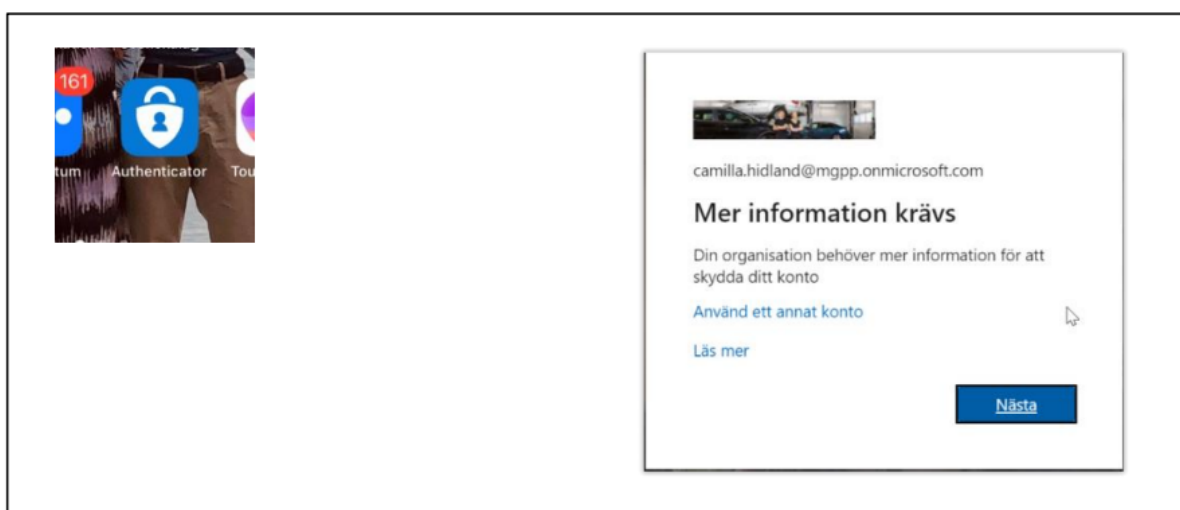 161
tum
Authenticator
Tou
camilla.hidland@mgpp.onmicrosoft.com
Mer information krävs
Din organisation behöver mer information för att
skydda ditt konto
Använd ett annat konto
Läs mer
Nästa